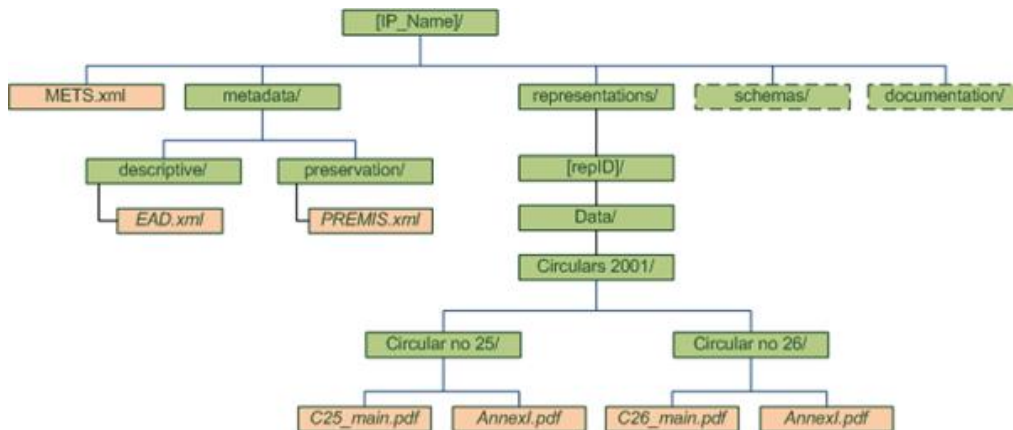 [IP_Name]/
METS.xml
metadata/
representations/
schemas/
documentation/
descriptive/
preservation/
[repID]/
EAD.xml
PREMIS.xml
Data/
Circulars 2001/
Circular no 25/
Circular no 26/
C25_main.pdf
AnnexI.pdf
C26_main.pdf
AnnexI.pdf